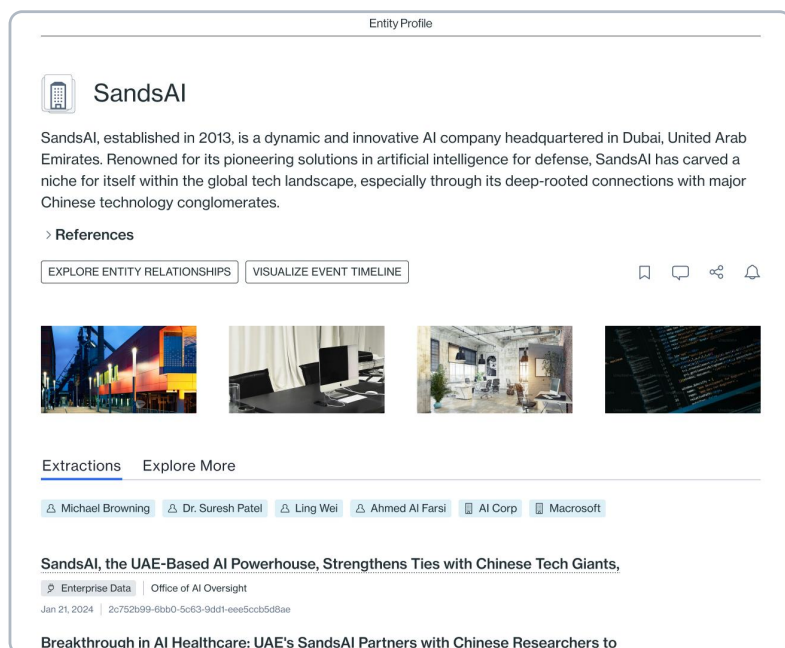 Entity Profile
SandsAI
SandsAI, established in 2013, is a dynamic and innovative AI company headquartered in Dubai, United Arab
Emirates. Renowned for its pioneering solutions in artificial intelligence for defense, SandsAI has carved a
niche for itself within the global tech landscape, especially through its deep-rooted connections with major
Chinese technology conglomerates.
References
EXPLORE ENTITY RELATIONSHIPS VISUALIZE EVENT TIMELINE
Extractions Explore More
Michael Browning Dr. Suresh Patel Ling Wei Ahmed Al Farsi AI Corp Macrosoft
SandsAI, the UAE-Based AI Powerhouse, Strengthens Ties with Chinese Tech Giants,
Enterprise Data Office of AI Oversight
Jan 21, 2024 2c752b99-6bb0-5c63-9dd1-eee5ccb5d8ae
Breakthrough in AI Healthcare: UAE's SandsAI Partners with Chinese Researchers to